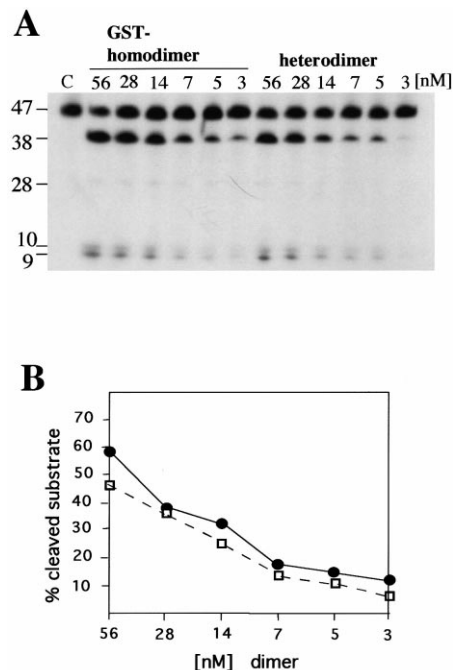 A
GST-
homodimer heterodimer
C 56 28 14 7 5 3 56 28 14 7 5 3 [nM]
47
38
28
10
9
B
% cleaved substrate
70
60
50
40
30
20
10
56 28 14 7 5 3
[nM] dimer